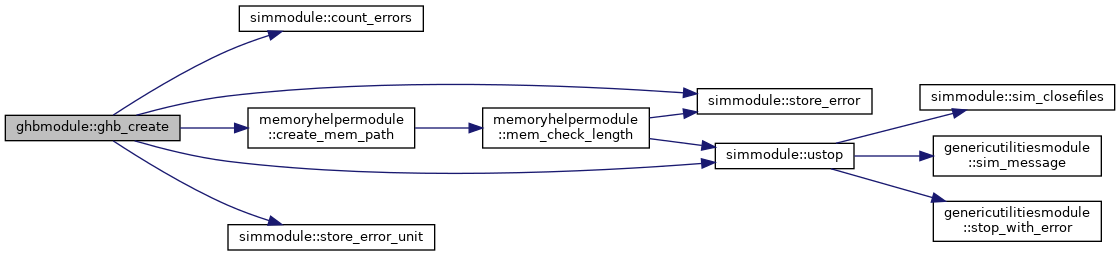 simmodule::count_errors
ghbmodule::ghb_create
memoryhelpermodule
::create_mem_path
memoryhelpermodule
::mem_check_length
simmodule::store_error
simmodule::ustop
simmodule::sim_closefiles
genericutilitiesmodule
::sim_message
genericutilitiesmodule
::stop_with_error
simmodule::store_error_unit